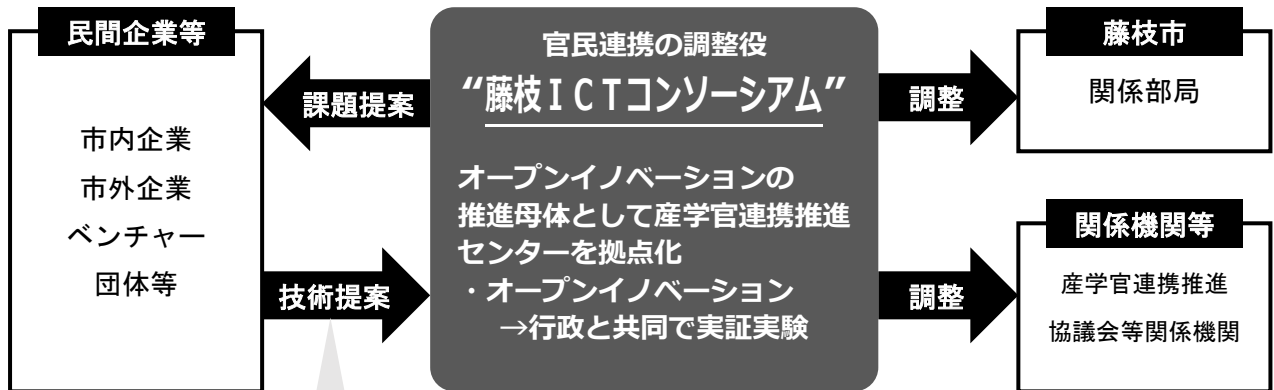 民間企業等
市内企業
市外企業
ベンチャー
団体等
課題提案
技術提案
官民連携の調整役
“藤枝ＩＣＴコンソーシアム”
オープンイノベーションの
推進母体として産学官連携推進
センターを拠点化
・オープンイノベーション
→行政と共同で実証実験
調整
調整
藤枝市
関係部局
関係機関等
産学官連携推進
協議会等関係機関